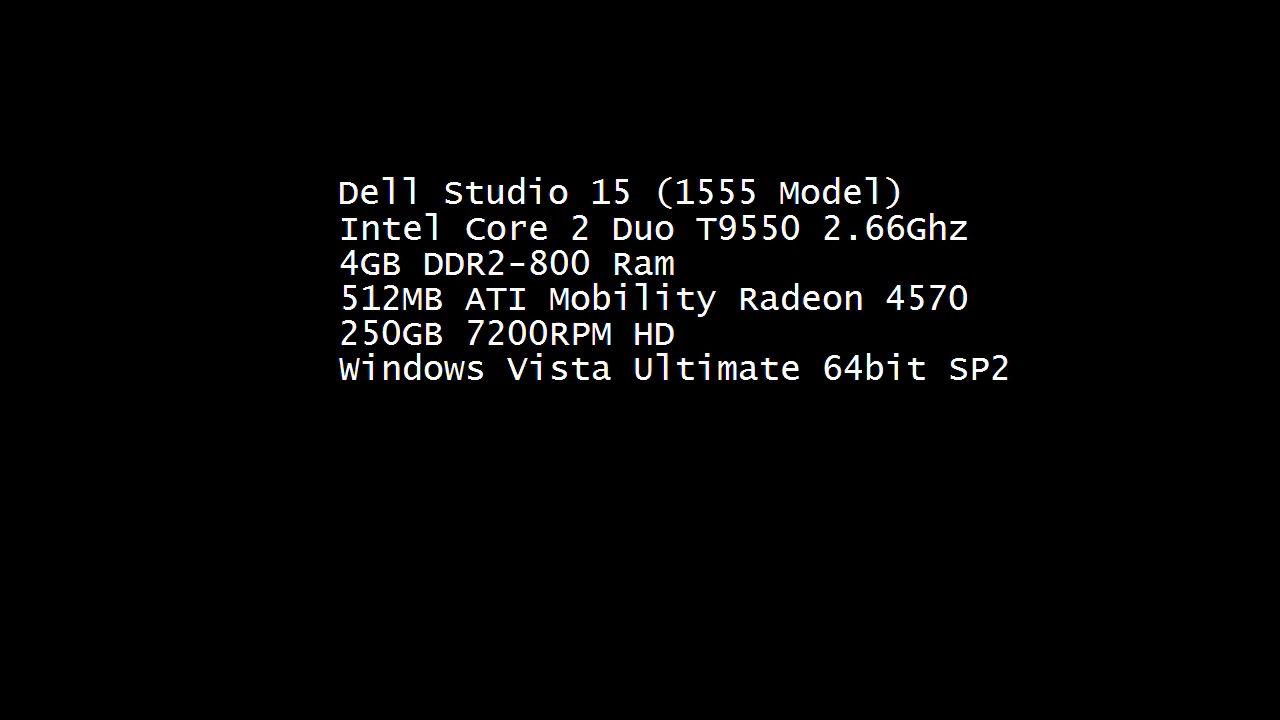 Dell Studio 15 (1555 Model)
Intel Core 2 Duo T9550 2.66Ghz
4GB DDR2-800 Ram
512MB ATI Mobility Radeon 4570
250GB 7200RPM HD
Windows Vista Ultimate 64bit SP2